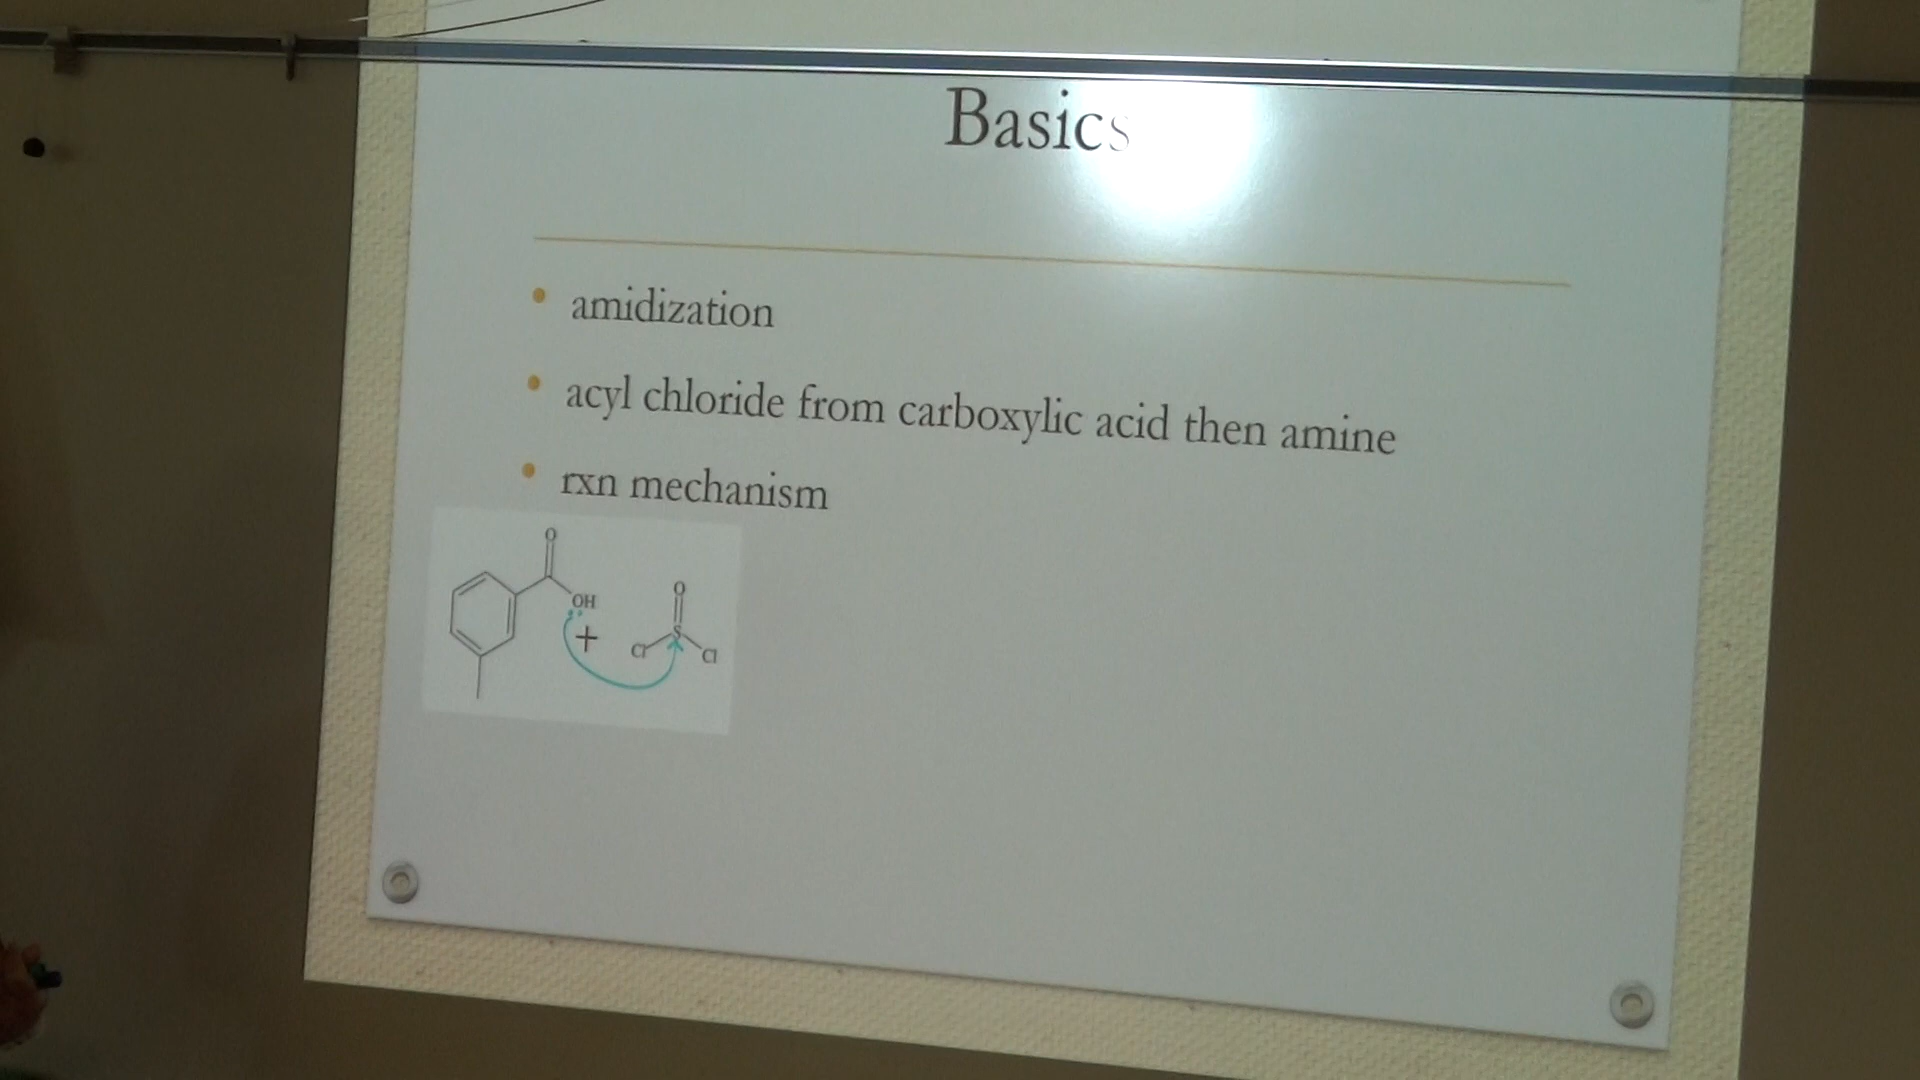 Basics
amidization
acyl chloride from carboxylic acid then amine
rxn mechanism
O
OH
+
O
S
Cl
Cl